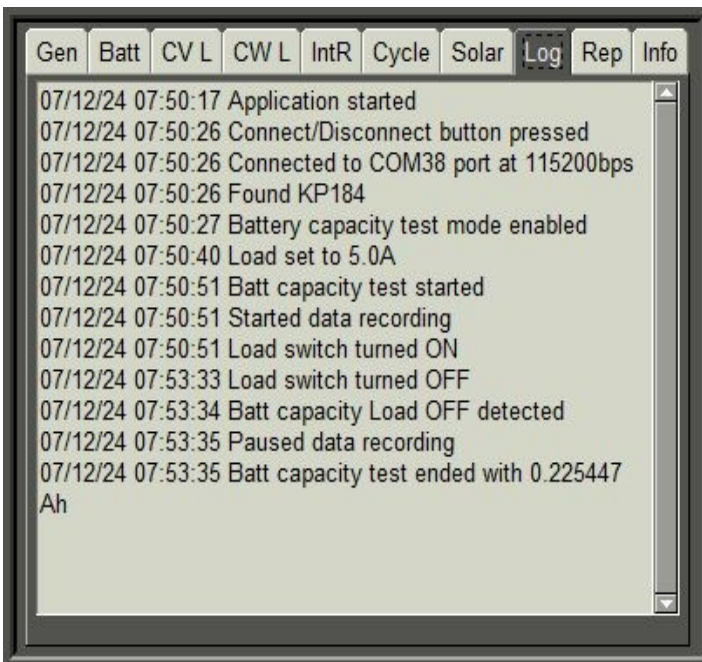 Gen Batt CV L CW L IntR Cycle Solar Log Rep Info
07/12/24 07:50:17 Application started
07/12/24 07:50:26 Connect/Disconnect button pressed
07/12/24 07:50:26 Connected to COM38 port at 115200bps
07/12/24 07:50:26 Found KP184
07/12/24 07:50:27 Battery capacity test mode enabled
07/12/24 07:50:40 Load set to 5.0A
07/12/24 07:50:51 Batt capacity test started
07/12/24 07:50:51 Started data recording
07/12/24 07:50:51 Load switch turned ON
07/12/24 07:53:33 Load switch turned OFF
07/12/24 07:53:34 Batt capacity Load OFF detected
07/12/24 07:53:35 Paused data recording
07/12/24 07:53:35 Batt capacity test ended with 0.225447
Ah